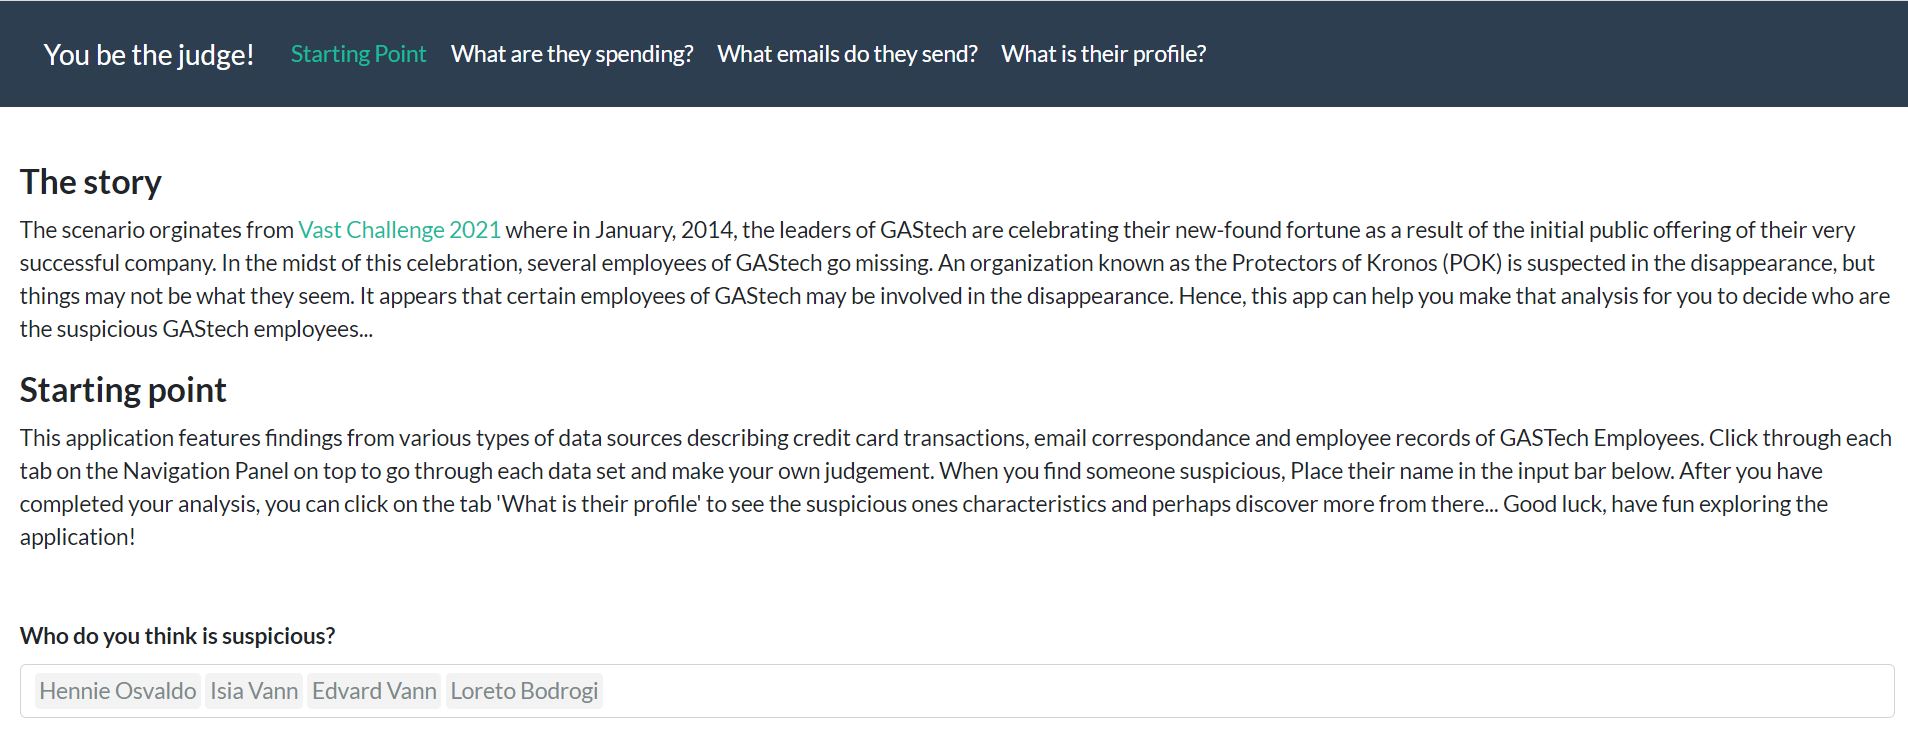 You be the judge! Starting Point What are they spending? What emails do they send? What is their profile?
The story
The scenario orginates from Vast Challenge 2021 where in January, 2014, the leaders of GAStech are celebrating their new-found fortune as a result of the initial public offering of their very
successful company. In the midst of this celebration, several employees of GAStech go missing. An organization known as the Protectors of Kronos (POK) is suspected in the disappearance, but
things may not be what they seem. It appears that certain employees of GAStech may be involved in the disappearance. Hence, this app can help you make that analysis for you to decide who are
the suspicious GAStech employees...
Starting point
This application features findings from various types of data sources describing credit card transactions, email correspondance and employee records of GASTech Employees. Click through each
tab on the Navigation Panel on top to go through each data set and make your own judgement. When you find someone suspicious, Place their name in the input bar below. After you have
completed your analysis, you can click on the tab 'What is their profile' to see the suspicious ones characteristics and perhaps discover more from there... Good luck, have fun exploring the
application!
Who do you think is suspicious?
Hennie Osvaldo Isia Vann Edvard Vann Loreto Bodrogi